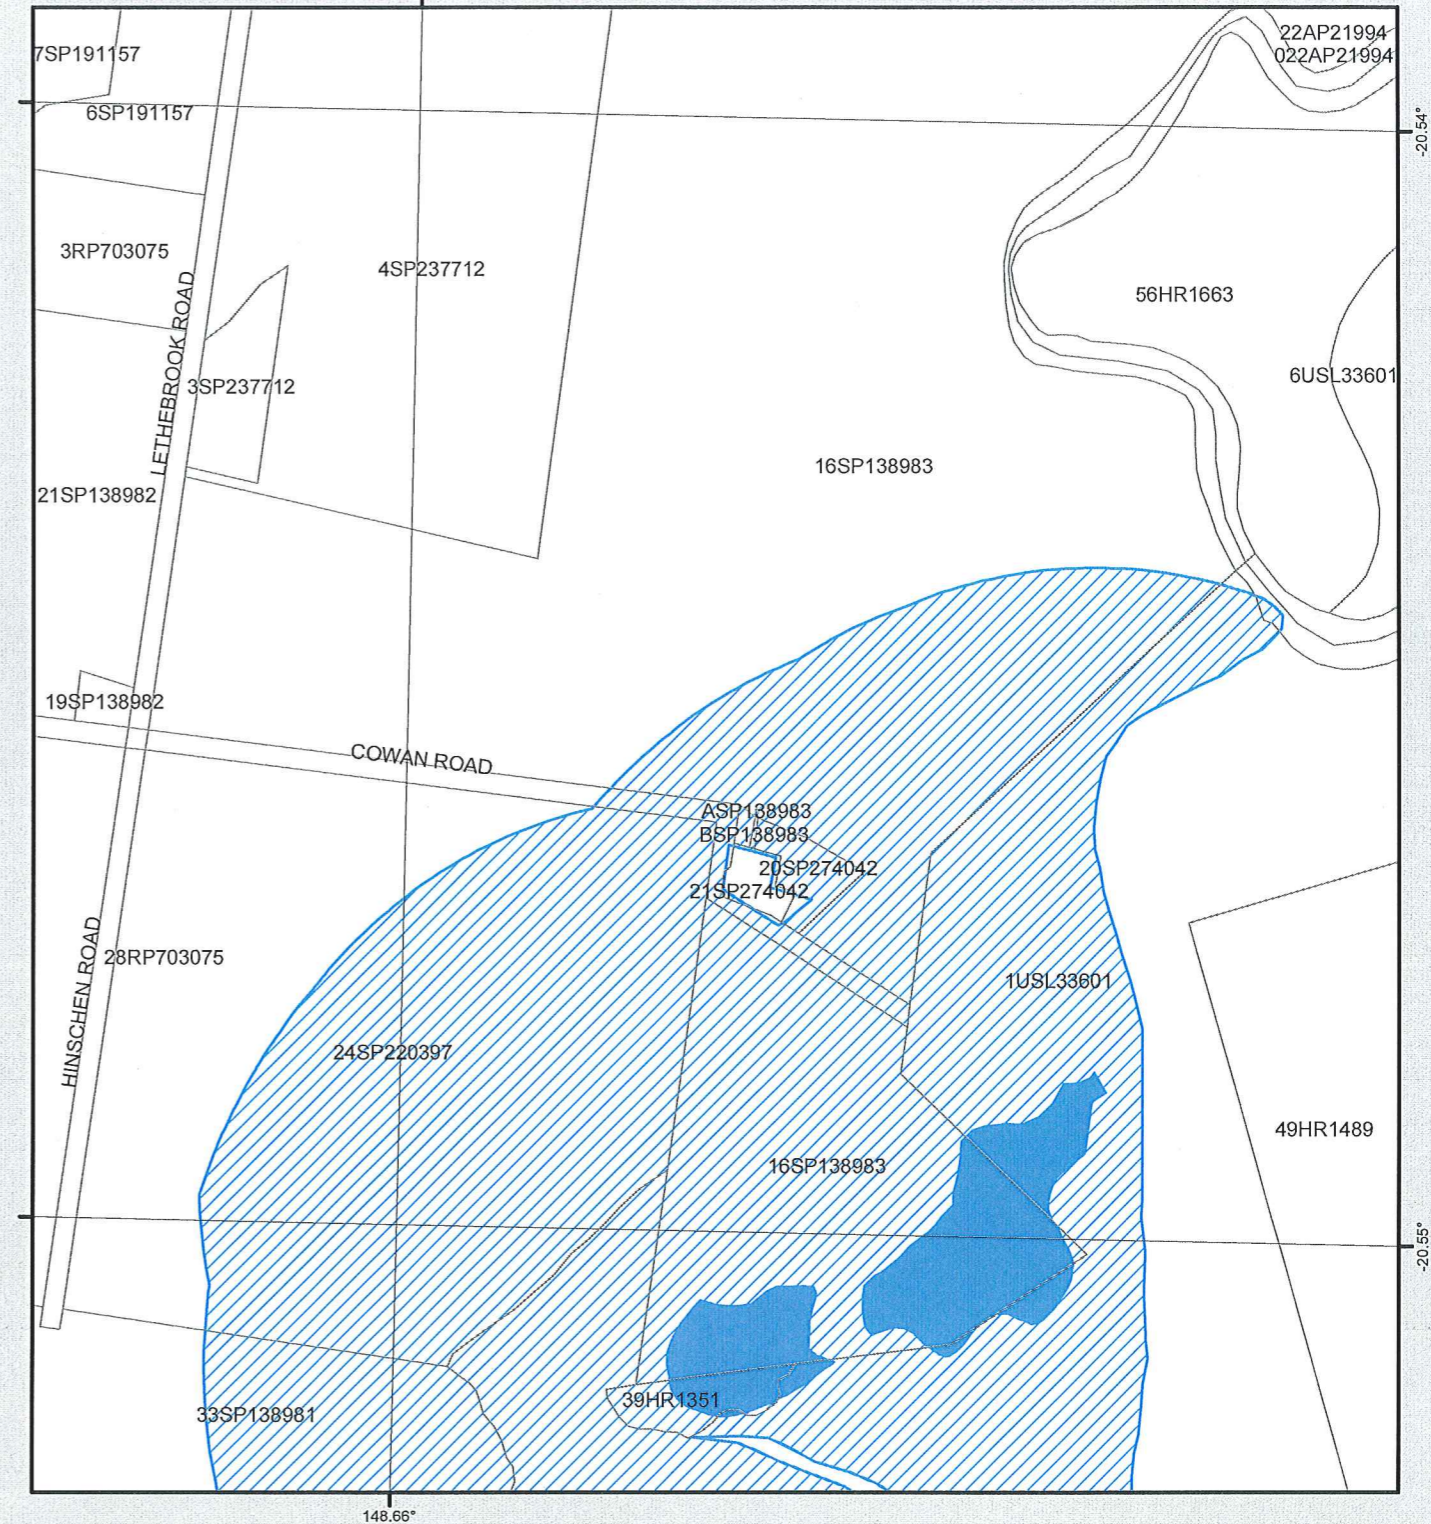 22AP21994
7SP191157
022AP21994
6SP191157
-20.54°
3RP703075
4SP237712
56HR1663
LETHEBROOK ROAD
6USL33601
3SP237712
16SP138983
21SP138982
19SP138982
COWAN ROAD
ASP138983
BSP138983
20SP274042
21SP274042
28RP703075
1USL33601
HINSCHEN ROAD
24SP220397
49HR1489
16SP138983
-20.55°
39HR1351
33SP138981
148.66°